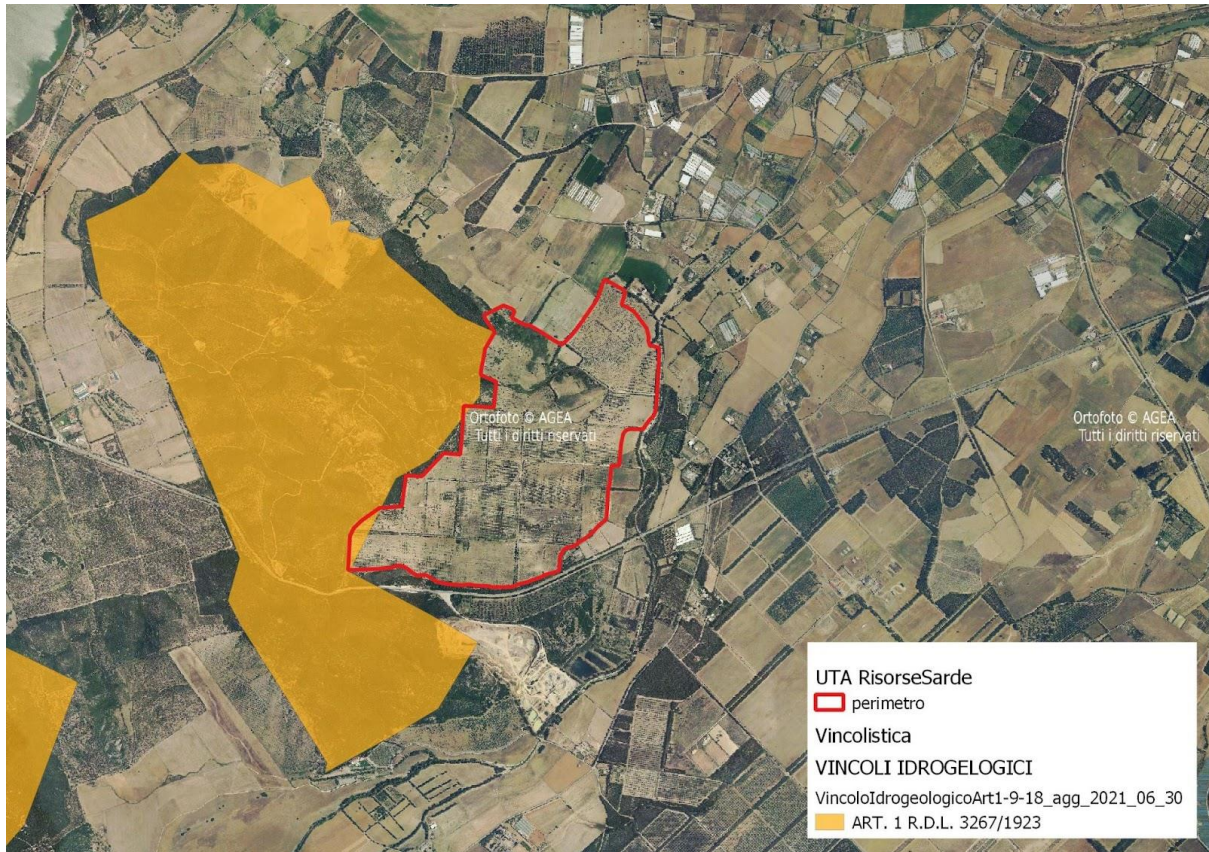 Ortofoto © AGEA
Tutti i diritti riservati
Ortofoto © AGEA
Tutti i diritti riservati
UTA RisorseSarde
perimetro
Vincolistica
VINCOLI IDROGELOGICI
VincoloIdrogeologicoArt1-9-18_agg_2021_06_30
ART. 1 R.D.L. 3267/1923